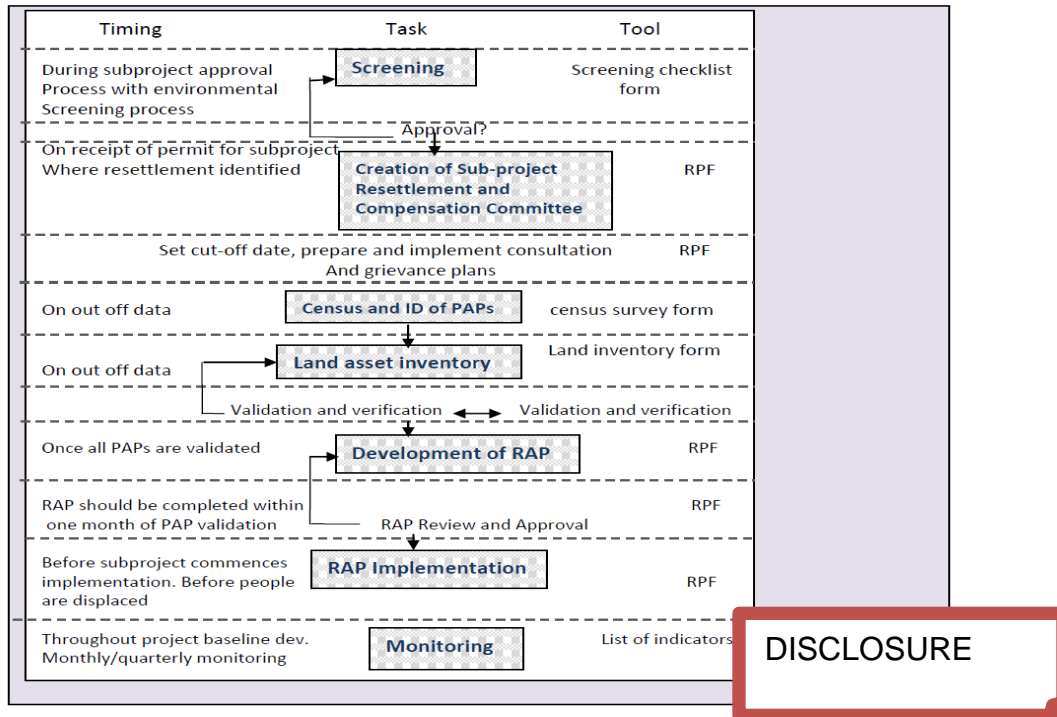 Timing Task Tool
During subproject approval Screening Screening checklist
Process with environmental form
Screening process
Approval?
On receipt of permit for subproject
Where resettlement identified Creation of Sub-project RPF
Resettlement and
Compensation Committee
Set cut-off date, prepare and implement consultation RPF
And grievance plans
On out off data Census and ID of PAPs census survey form
Land inventory form
On out off data Land asset inventory
Validation and verification Validation and verification
Once all PAPs are validated Development of RAP RPF
RAP should be completed within RPF
one month of PAP validation RAP Review and Approval
Before subproject commences RAP Implementation
implementation. Before people RPF
are displaced
Throughout project baseline dev. Monitoring List of indicators
Monthly/quarterly monitoring
DISCLOSURE